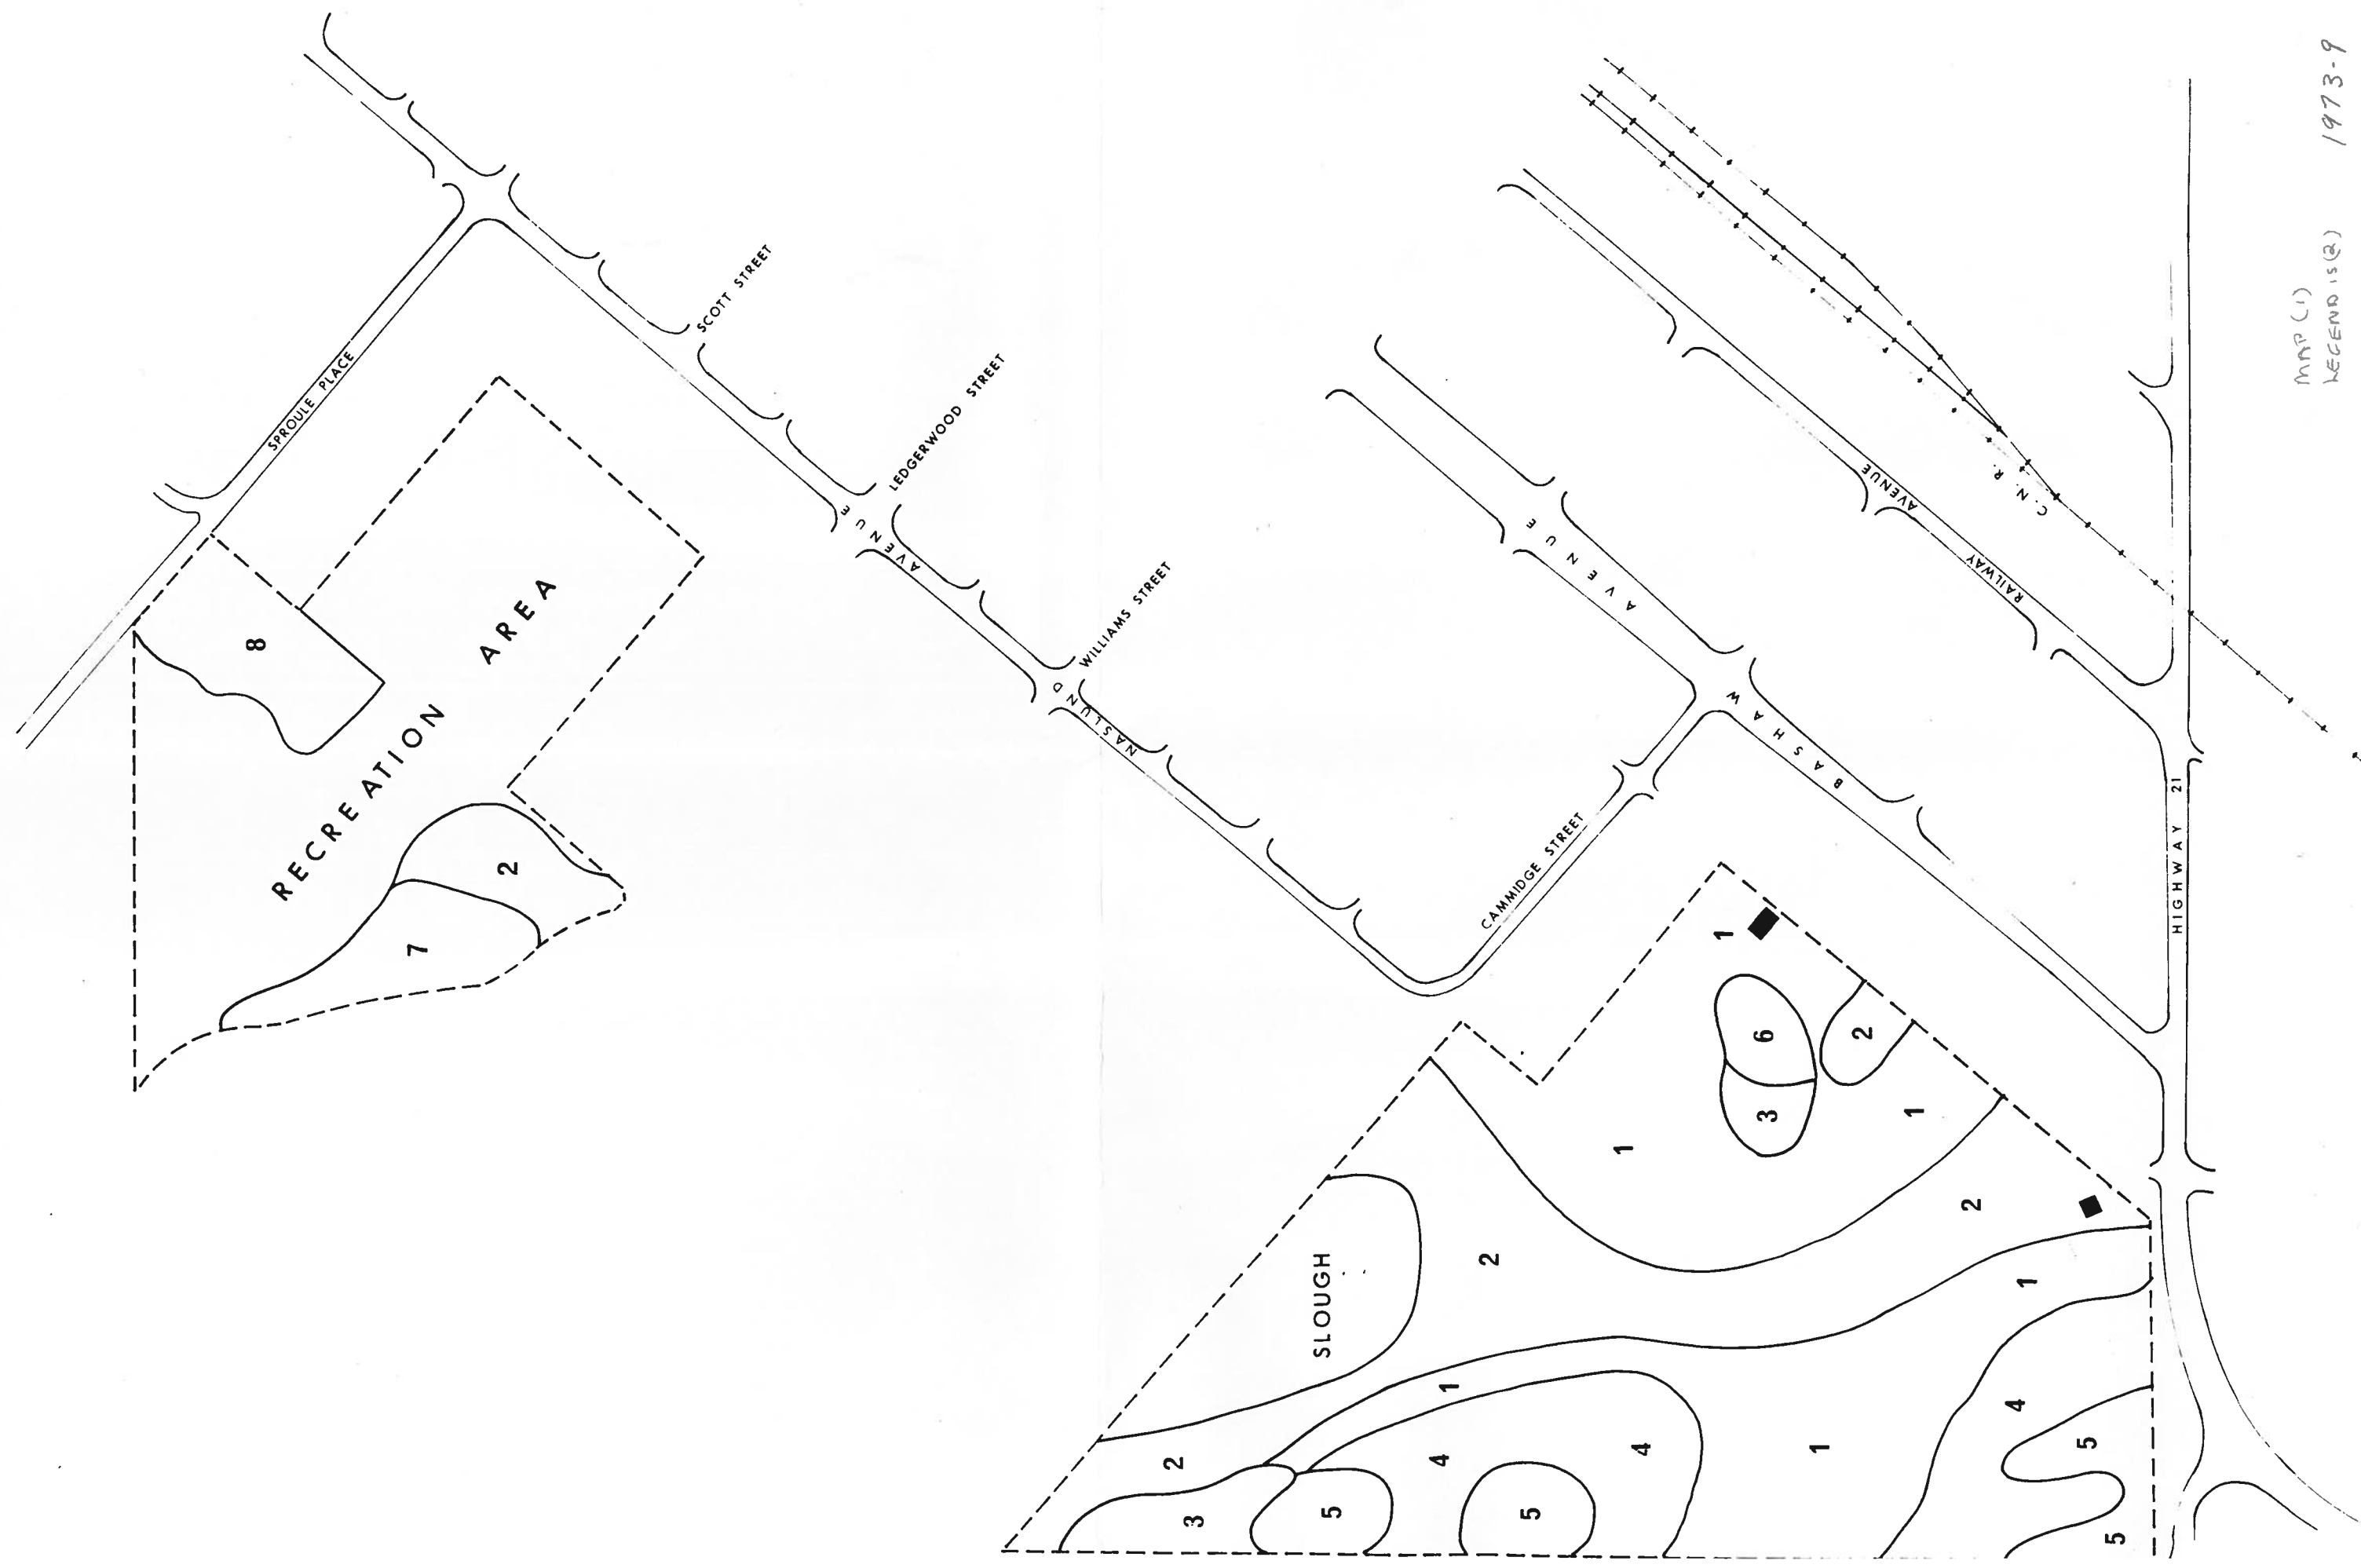 SPROULE PLACE
SCOTT STREET
LEDGERWOOD STREET
WILLIAMS STREET
NASLUND AVENUE
CAMMIDGE STREET
BASHAW AVENUE
RAILWAY AVENUE
C. N. R.
HIGHWAY 21
RECREATION AREA
8
2
7
1
6
2
3
1
1
SLOUGH
2
2
1
1
4
2
4
4
1
5
3
5
5
5
MAP (1)
LEGEND IS (2)
1973-9